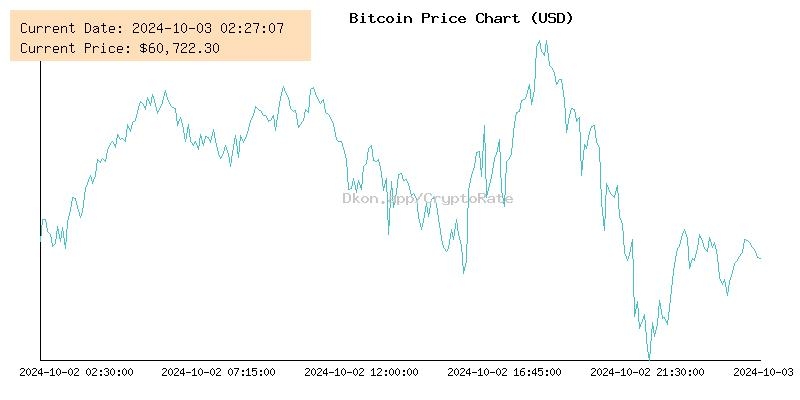 Bitcoin Price Chart (USD)
Current Date: 2024-10-03 02:27:07
Current Price: $60,722.30
Dkon.app/CryptoRate
2024-10-02 02:30:00 2024-10-02 07:15:00 2024-10-02 12:00:00 2024-10-02 16:45:00 2024-10-02 21:30:00 2024-10-03